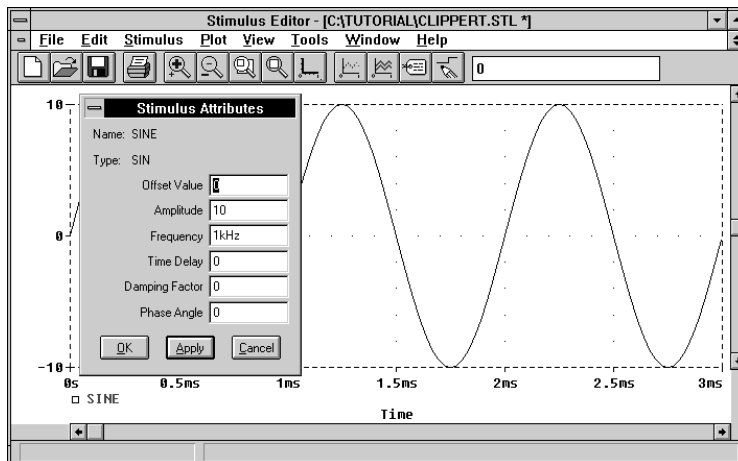 Stimulus Editor - [C:\TUTORIAL\CLIPPERT.STL *]
File Edit Stimulus Plot View Tools Window Help
0
Stimulus Attributes
Name: SINE
Type: SIN
Offset Value 0
Amplitude 10
Frequency 1kHz
Time Delay 0
Damping Factor 0
Phase Angle 0
OK Apply Cancel
10
0
-10
0s 0.5ms 1ms 1.5ms 2ms 2.5ms 3ms
SINE
Time